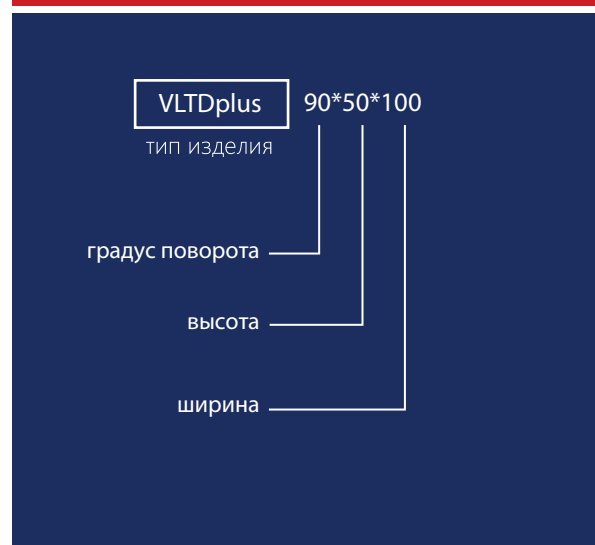 VLTDplus 90*50*100
тип изделия
градус поворота
высота
ширина